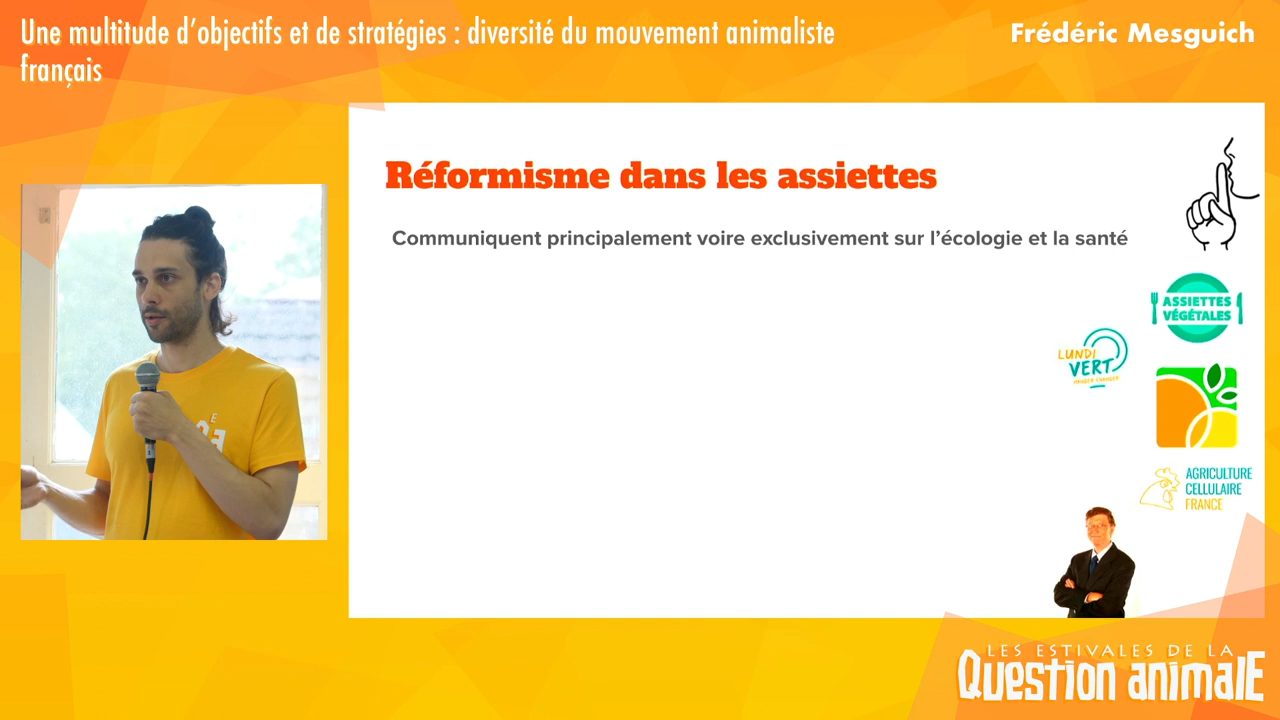 Une multitude d'objectifs et de stratégies : diversité du mouvement animaliste
français
Frédéric Mesguich
Réformisme dans les assiettes
Communiquent principalement voire exclusivement sur l'écologie et la santé
ASSIETTES
VÉGÉTALES
LUNDI
VERT
MANGER CHANGER
AGRICULTURE
CELLULAIRE
FRANCE
LES ESTIVALES DE LA
QUESTION ANIMALE